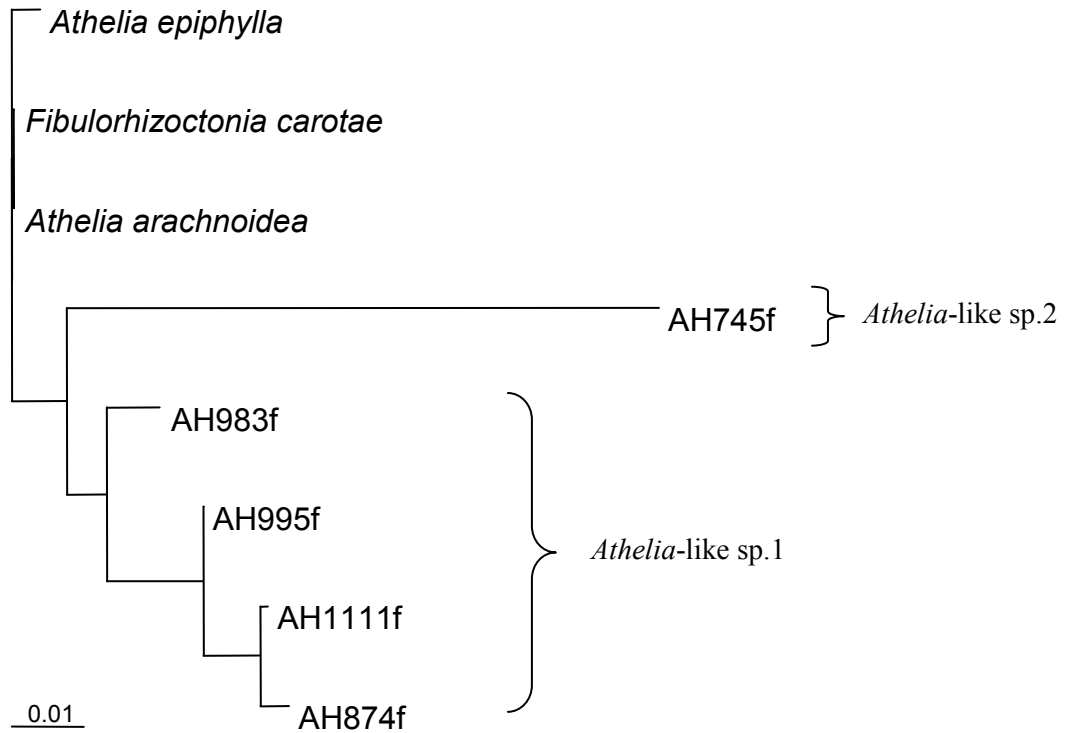 Athelia epiphylla
Fibulorhizoctonia carotae
Athelia arachnoidea
AH745f
Athelia-like sp.2
AH983f
AH995f
Athelia-like sp.1
AH1111f
AH874f
0.01